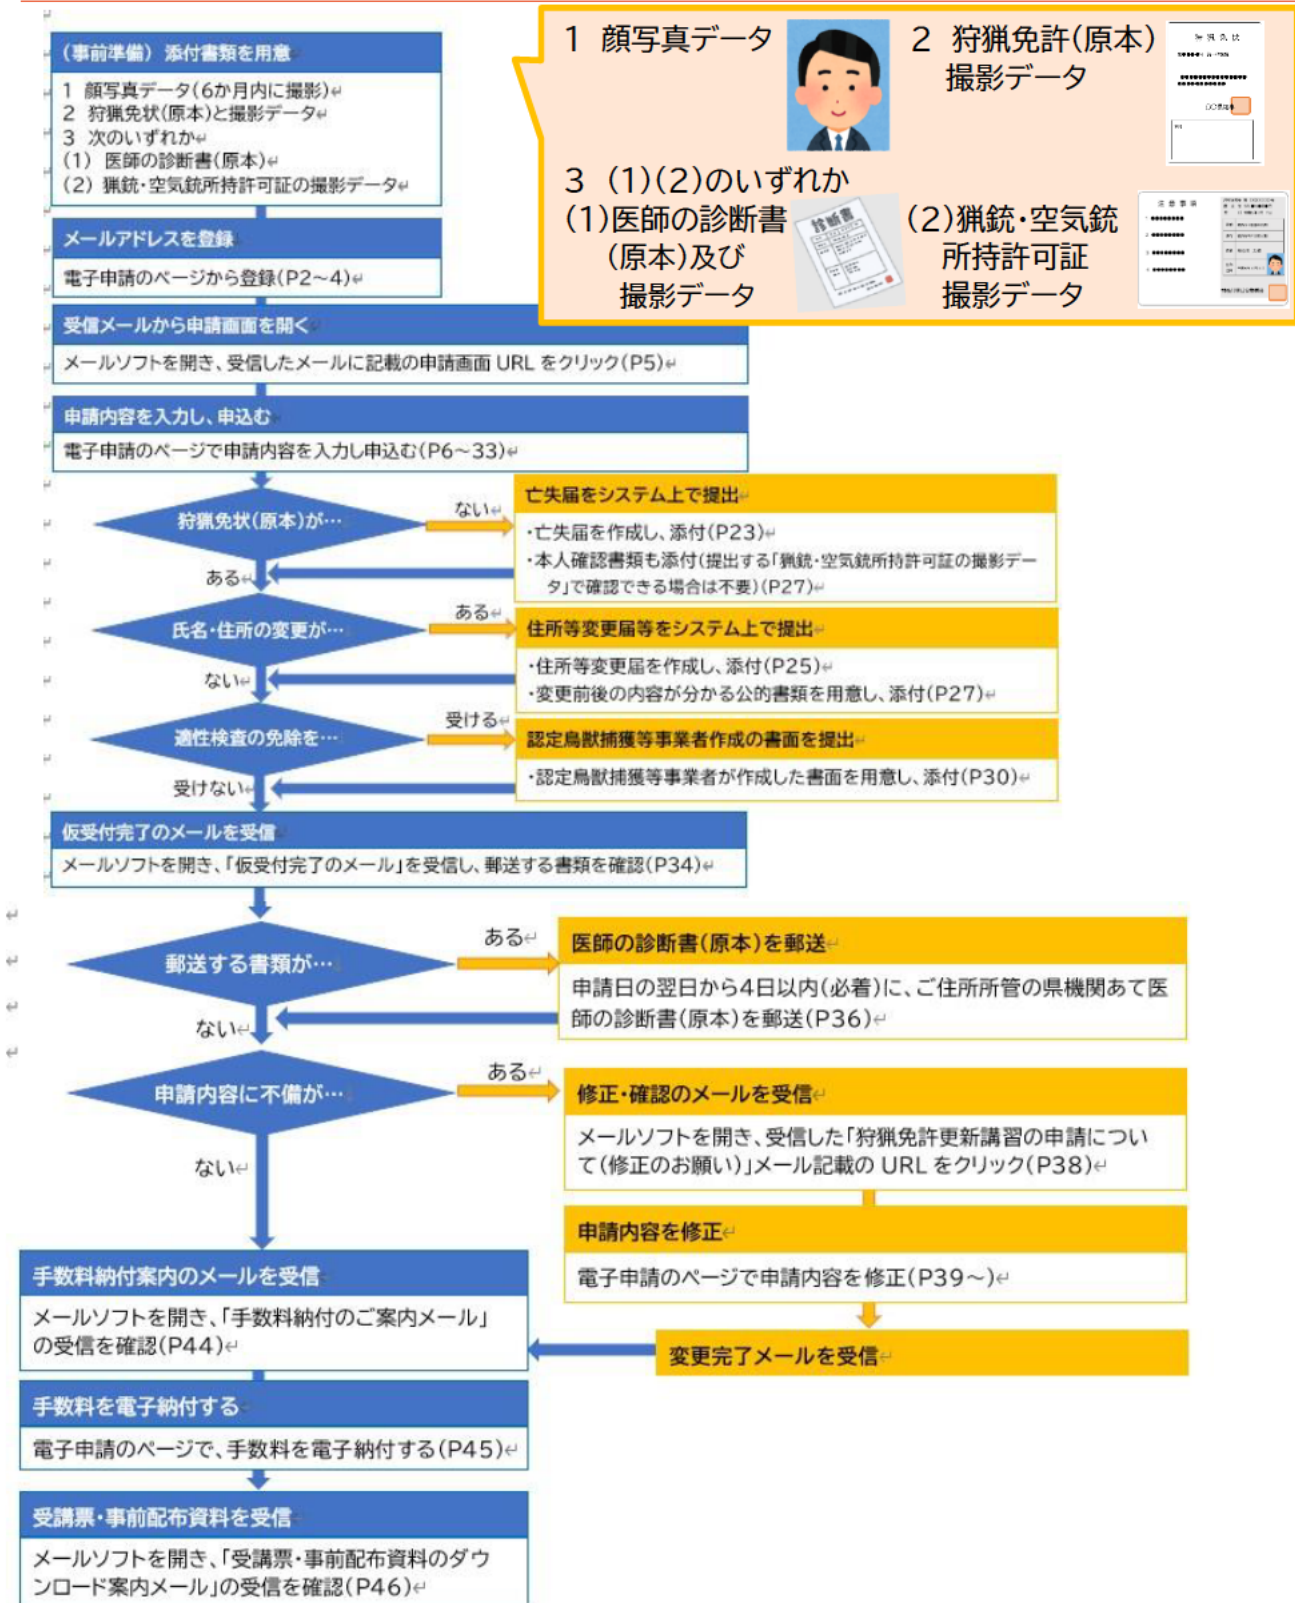 (事前準備) 添付書類を用意
1 顔写真データ(6か月内に撮影)
2 狩猟免状(原本)と撮影データ
3 次のいずれか
(1) 医師の診断書(原本)
(2) 猟銃・空気銃所持許可証の撮影データ
1 顔写真データ
2 狩猟免許(原本)
撮影データ
3 (1)(2)のいずれか
(1)医師の診断書
(原本)及び
撮影データ
診断書
(2)猟銃・空気銃
所持許可証
撮影データ
注意事項
メールアドレスを登録
電子申請のページから登録(P2~4)
受信メールから申請画面を開く
メールソフトを開き、受信したメールに記載の申請画面 URL をクリック(P5)
申請内容を入力し、申込む
電子申請のページで申請内容を入力し申込む(P6~33)
狩猟免状(原本)が…
ない
ある
亡失届をシステム上で提出
・亡失届を作成し、添付(P23)
・本人確認書類も添付(提出する「猟銃・空気銃所持許可証の撮影デー
タ」で確認できる場合は不要)(P27)
氏名・住所の変更が…
ある
ない
住所等変更届等をシステム上で提出
・住所等変更届を作成し、添付(P25)
・変更前後の内容が分かる公的書類を用意し、添付(P27)
適性検査の免除を…
受ける
受けない
認定鳥獣捕獲等事業者作成の書面を提出
・認定鳥獣捕獲等事業者が作成した書面を用意し、添付(P30)
仮受付完了のメールを受信
メールソフトを開き、「仮受付完了のメール」を受信し、郵送する書類を確認(P34)
郵送する書類が…
ある
ない
医師の診断書(原本)を郵送
申請日の翌日から4日以内(必着)に、ご住所所管の県機関あて医
師の診断書(原本)を郵送(P36)
申請内容に不備が…
ある
ない
修正・確認のメールを受信
メールソフトを開き、受信した「狩猟免許更新講習の申請につい
て(修正のお願い)」メール記載の URL をクリック(P38)
申請内容を修正
電子申請のページで申請内容を修正(P39~)
変更完了メールを受信
手数料納付案内のメールを受信
メールソフトを開き、「手数料納付のご案内メール」
の受信を確認(P44)
手数料を電子納付する
電子申請のページで、手数料を電子納付する(P45)
受講票・事前配布資料を受信
メールソフトを開き、「受講票・事前配布資料のダウ
ンロード案内メール」の受信を確認(P46)